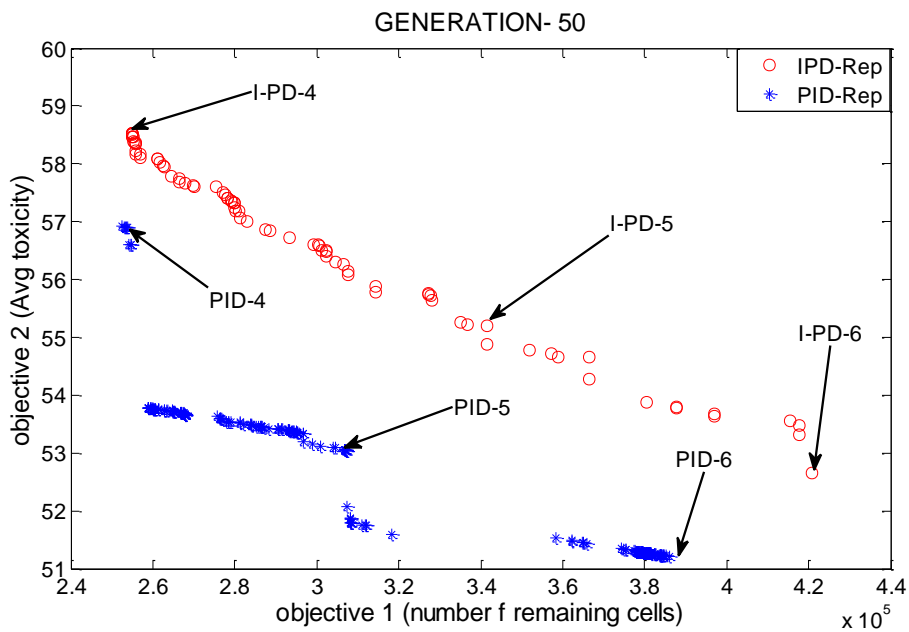 GENERATION- 50
60
59
58
57
56
55
54
53
52
51
objective 2 (Avg toxicity)
IPD-Rep
PID-Rep
I-PD-4
I-PD-5
I-PD-6
PID-4
PID-5
PID-6
2.4 2.6 2.8 3 3.2 3.4 3.6 3.8 4 4.2 4.4
x 10^5
objective 1 (number f remaining cells)